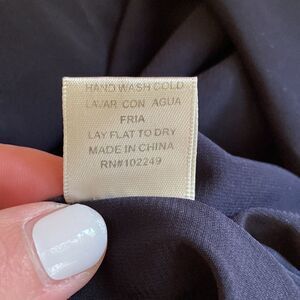 HAND WASH COLD
LAVAR CON AGUA
FRIA
LAY FLAT TO DRY
MADE IN CHINA
RN#102249